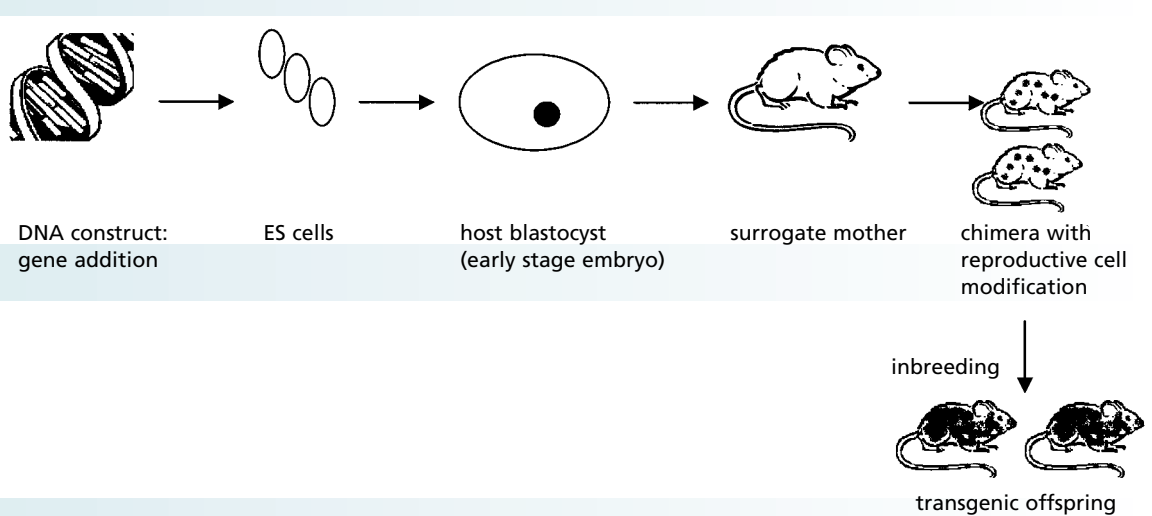 DNA construct:
gene addition
ES cells
host blastocyst
(early stage embryo)
surrogate mother
chimera with
reproductive cell
modification
inbreeding
transgenic offspring